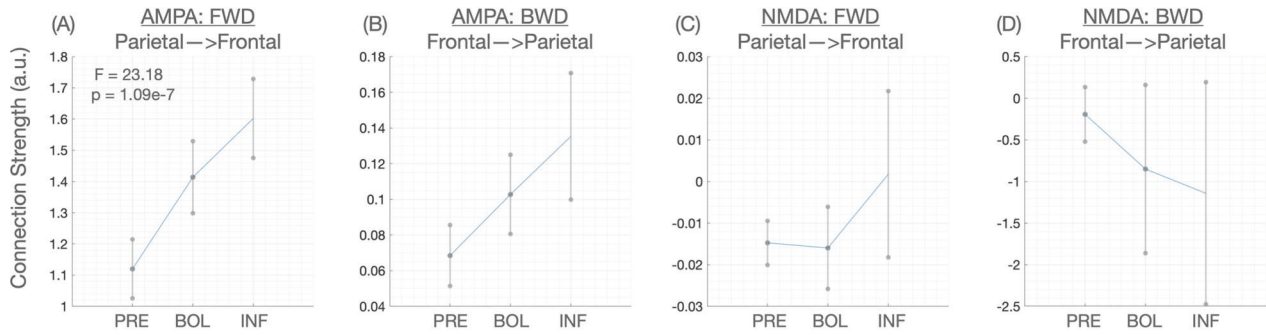 (A) AMPA: FWD
Parietal—>Frontal
Connection Strength (a.u.)
F = 23.18
p = 1.09e-7
1.8
1.7
1.6
1.5
1.4
1.3
1.2
1.1
1
PRE BOL INF
(B) AMPA: BWD
Frontal—>Parietal
0.18
0.16
0.14
0.12
0.1
0.08
0.06
0.04
PRE BOL INF
(C) NMDA: FWD
Parietal—>Frontal
0.03
0.02
0.01
0
-0.01
-0.02
-0.03
PRE BOL INF
(D) NMDA: BWD
Frontal—>Parietal
0.5
0
-0.5
-1
-1.5
-2
-2.5
PRE BOL INF